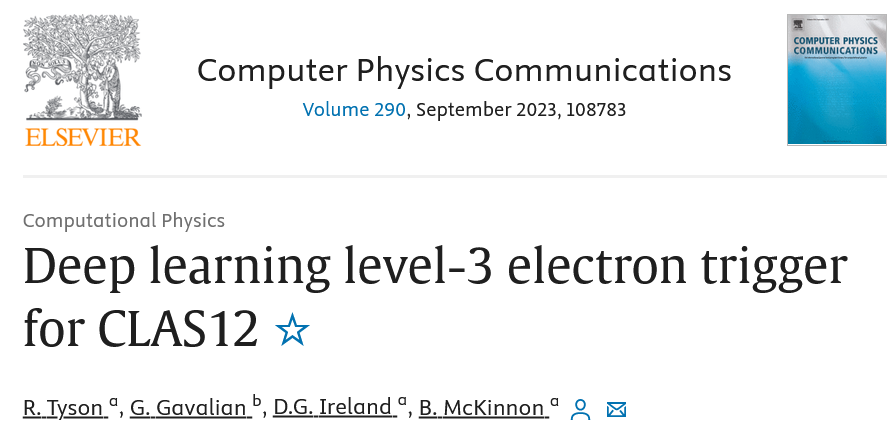 ELSEVIER
Computer Physics Communications
Volume 290, September 2023, 108783
COMPUTER PHYSICS
COMMUNICATIONS
Computational Physics
Deep learning level-3 electron trigger
for CLAS12 ☆
R. Tyson a, G. Gavalian b, D.G. Ireland a, B. McKinnon a